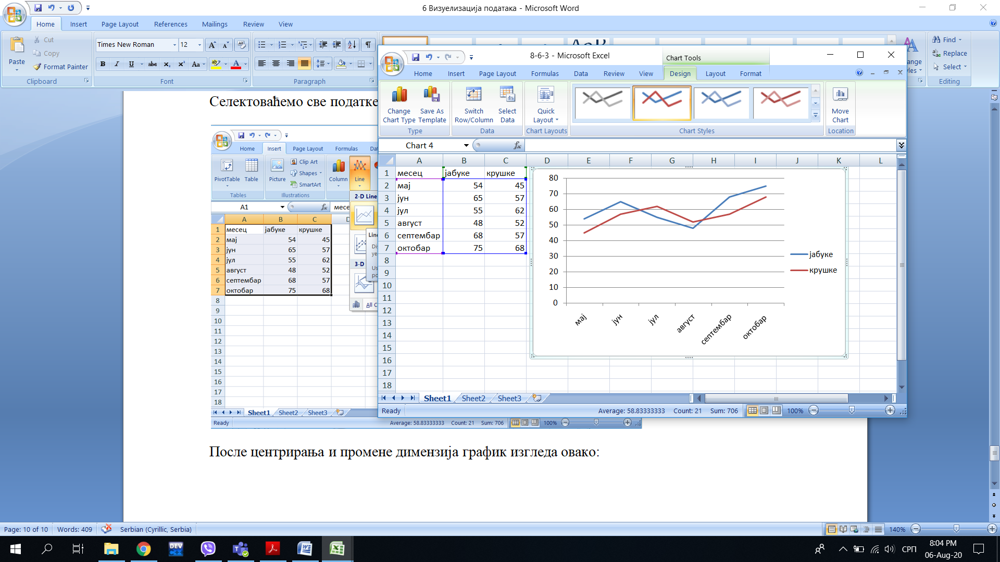 6 Визуелизација података - Microsoft Word
Home Insert Page Layout References Mailings Review View
Paste
Cut
Copy
Format Painter
Clipboard
Times New Roman 12
Font
Paragraph
Find
Replace
Select
Editing
Селектоваћемо све податке
Home Insert Page Layout Formulas
PivotTable Table Picture
Clip Art
Shapes
SmartArt
Column Line
Tables Illustrations
2-D Line
A1
A B C
1 месец јабуке крушке
2 мај 54 45
3 јун 65 57
4 јул 55 62
5 август 48 52
6 септембар 68 57
7 октобар 75 68
8
9
10
11
12
13
14
15
16
17
18
3-D
Sheet1 Sheet2 Sheet3
Ready Average: 58.83333333 Count: 21 Sum: 706 100%
8-6-3 - Microsoft Excel
Chart Tools
Home Insert Page Layout Formulas Data Review View Design Layout Format
Change Chart Type
Save As Template
Switch Row/Column
Select Data
Quick Layout
Move Chart
Type Data Chart Layouts Chart Styles Location
Chart 4
fx
A B C D E F G H I J K L
1 месец јабуке крушке
2 мај 54 45
3 јун 65 57
4 јул 55 62
5 август 48 52
6 септембар 68 57
7 октобар 75 68
8
9
10
11
12
13
14
15
16
17
18
80
70
60
50
40
30
20
10
0
мај јун јул август септембар октобар
јабуке
крушке
Sheet1 Sheet2 Sheet3
Ready Average: 58.83333333 Count: 21 Sum: 706 100%
После центрирања и промене димензија график изгледа овако:
Page: 10 of 10 Words: 409 Serbian (Cyrillic, Serbia) 140%
DEV
СРП
8:04 PM
06-Aug-20